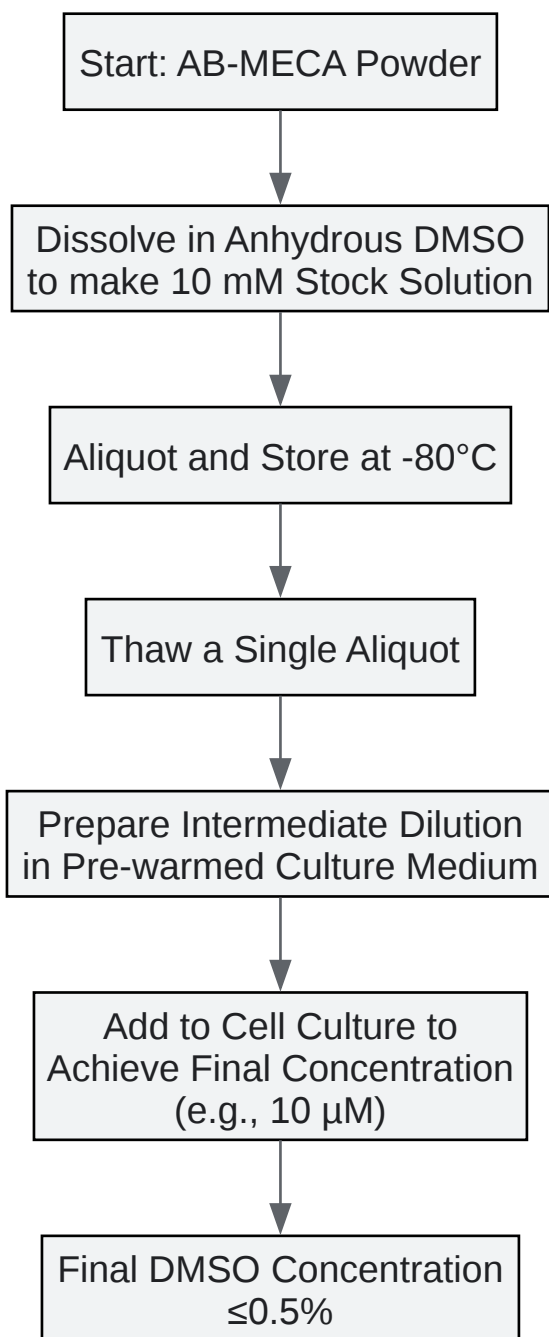 Start: AB-MECA Powder
Dissolve in Anhydrous DMSO
to make 10 mM Stock Solution
Aliquot and Store at -80°C
Thaw a Single Aliquot
Prepare Intermediate Dilution
in Pre-warmed Culture Medium
Add to Cell Culture to
Achieve Final Concentration
(e.g., 10 µM)
Final DMSO Concentration
≤0.5%